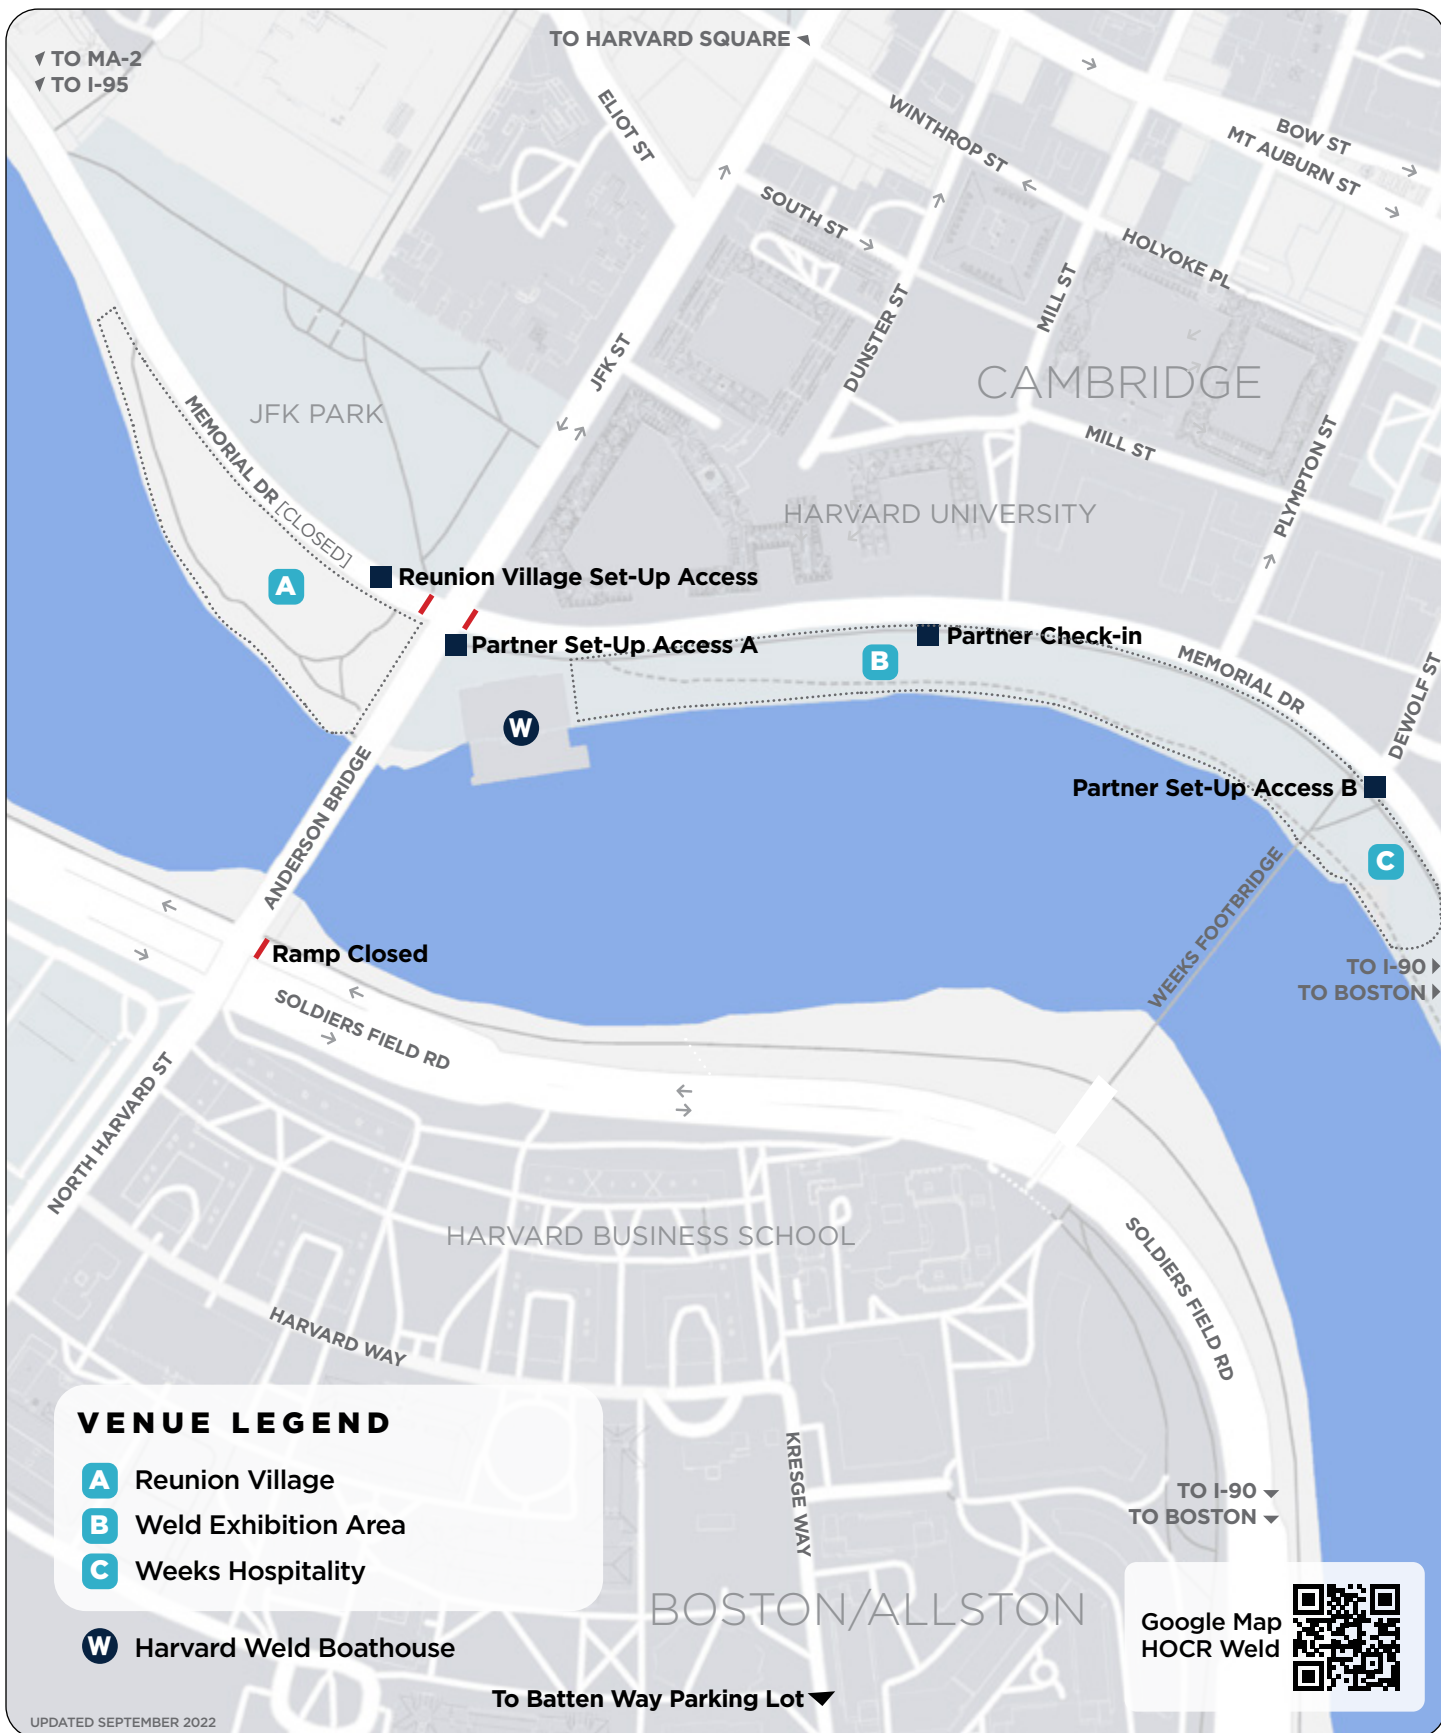 TO HARVARD SQUARE
TO MA-2
TO I-95
ELIOT ST
WINTHROP ST
BOW ST
MT AUBURN ST
SOUTH ST
HOLYOKE PL
MILL ST
DUNSTER ST
JFK ST
CAMBRIDGE
JFK PARK
MEMORIAL DR [CLOSED]
MILL ST
PLYMPTON ST
HARVARD UNIVERSITY
A
Reunion Village Set-Up Access
Partner Set-Up Access A
Partner Check-in
B
MEMORIAL DR
DEWOLF ST
W
Partner Set-Up Access B
ANDERSON BRIDGE
C
WEEKS FOOTBRIDGE
Ramp Closed
TO I-90
TO BOSTON
SOLDIERS FIELD RD
NORTH HARVARD ST
HARVARD BUSINESS SCHOOL
SOLDIERS FIELD RD
HARVARD WAY
VENUE LEGEND
A Reunion Village
B Weld Exhibition Area
C Weeks Hospitality
W Harvard Weld Boathouse
KRESGE WAY
TO I-90
TO BOSTON
BOSTON/ALLSTON
Google Map
HOCR Weld
To Batten Way Parking Lot
UPDATED SEPTEMBER 2022